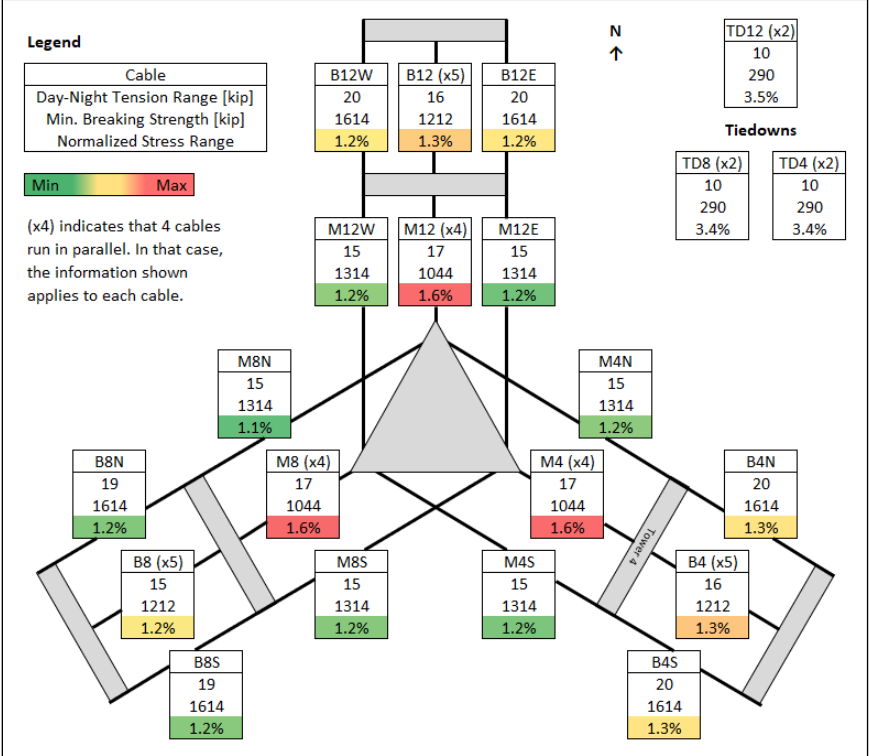 Legend
Cable
Day-Night Tension Range [kip]
Min. Breaking Strength [kip]
Normalized Stress Range
Min Max
(x4) indicates that 4 cables
run in parallel. In that case,
the information shown
applies to each cable.
N
↑
B12W
20
1614
1.2%
B12 (x5)
16
1212
1.3%
B12E
20
1614
1.2%
TD12 (x2)
10
290
3.5%
Tiedowns
TD8 (x2)
10
290
3.4%
TD4 (x2)
10
290
3.4%
M12W
15
1314
1.2%
M12 (x4)
17
1044
1.6%
M12E
15
1314
1.2%
M8N
15
1314
1.1%
M4N
15
1314
1.2%
B8N
19
1614
1.2%
M8 (x4)
17
1044
1.6%
M4 (x4)
17
1044
1.6%
B4N
20
1614
1.3%
Tower 4
B8 (x5)
15
1212
1.2%
M8S
15
1314
1.2%
M4S
15
1314
1.2%
B4 (x5)
16
1212
1.3%
B8S
19
1614
1.2%
B4S
20
1614
1.3%